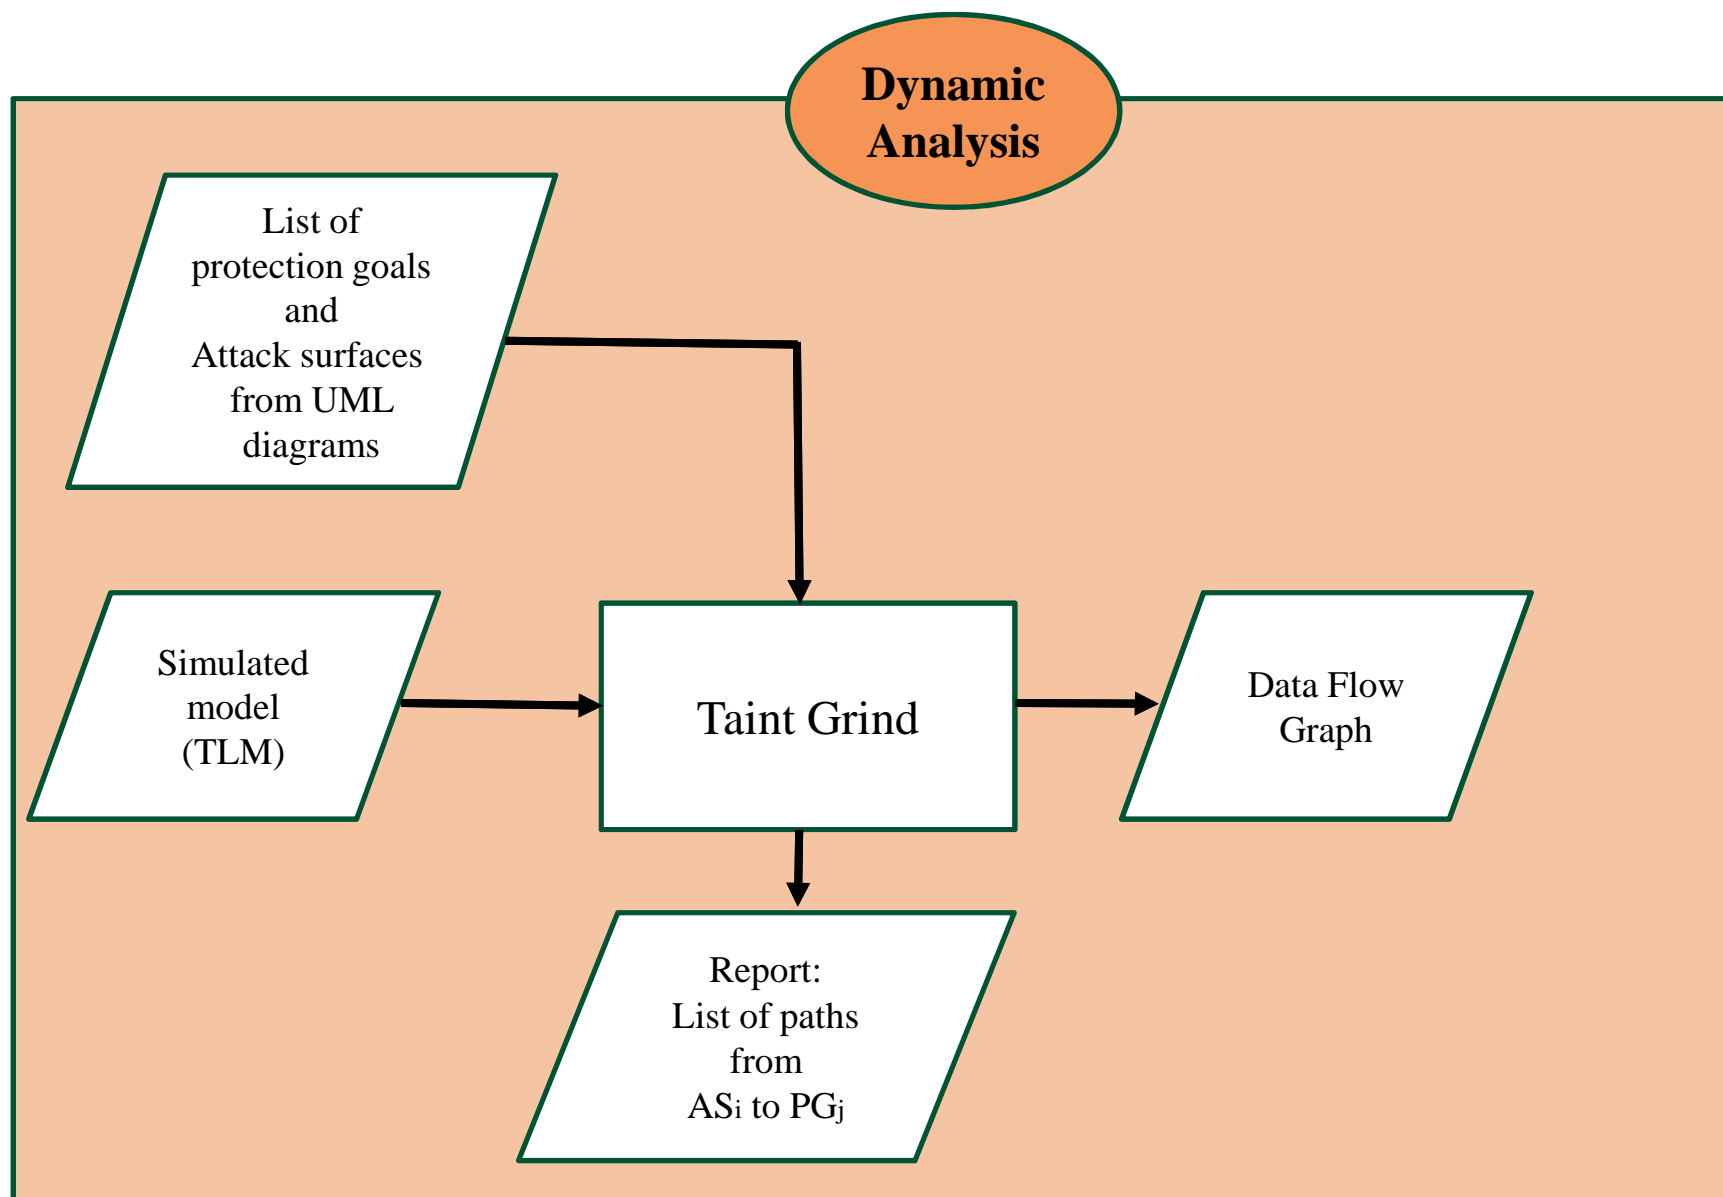 Dynamic
Analysis
List of
protection goals
and
Attack surfaces
from UML
diagrams
Simulated
model
(TLM)
Taint Grind
Data Flow
Graph
Report:
List of paths
from
ASi to PGj